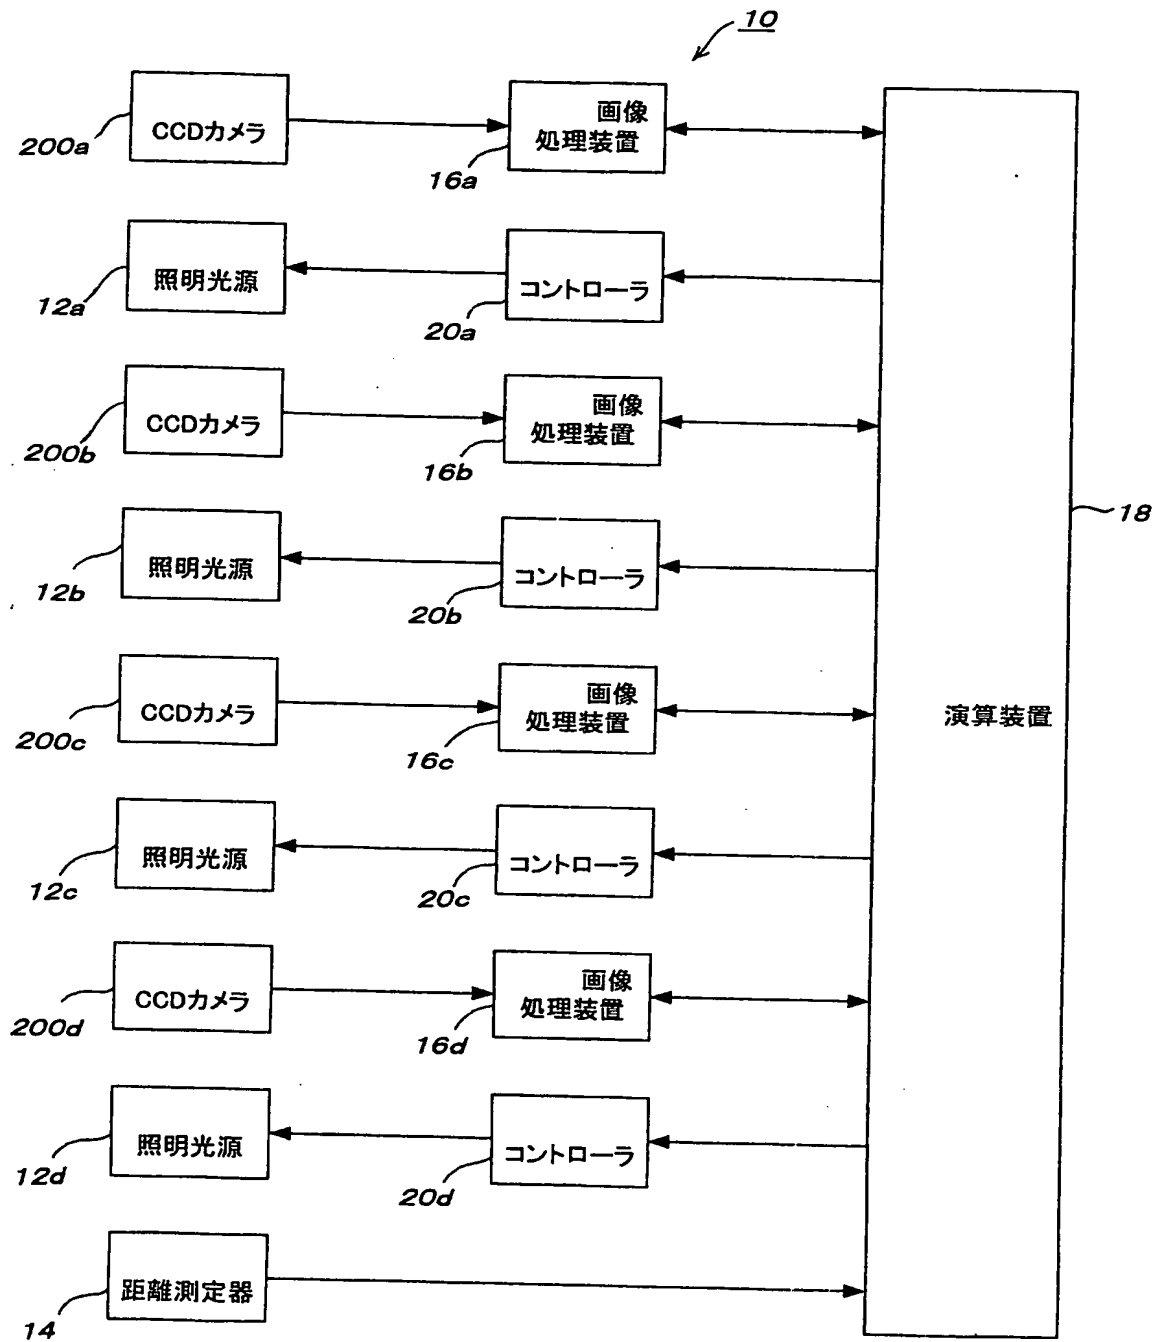 10
CCDカメラ
200a
画像
処理装置
16a
照明光源
12a
コントローラ
20a
CCDカメラ
200b
画像
処理装置
16b
18
照明光源
12b
コントローラ
20b
CCDカメラ
200c
画像
処理装置
16c
演算装置
照明光源
12c
コントローラ
20c
CCDカメラ
200d
画像
処理装置
16d
照明光源
12d
コントローラ
20d
距離測定器
14